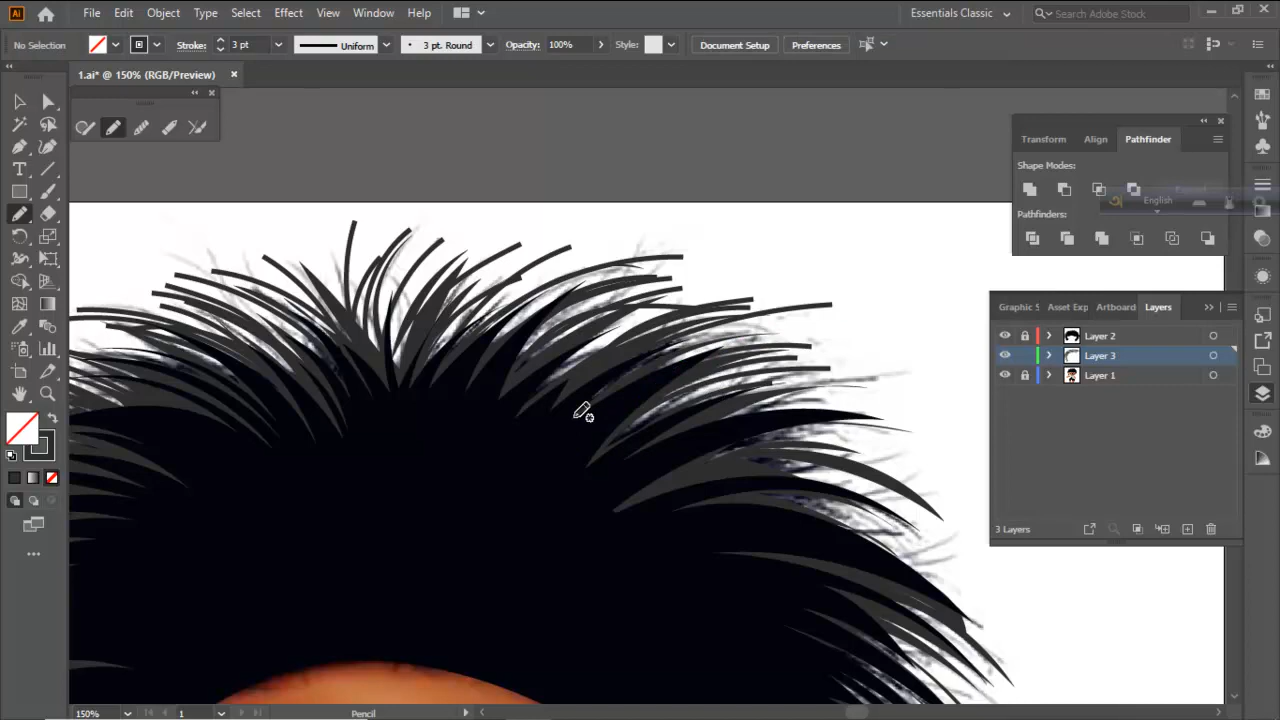 Ai File Edit Object Type Select Effect View Window Help Essentials Classic Search Adobe Stock
No Selection Stroke: 3 pt Uniform 3 pt. Round Opacity: 100% Style: Document Setup Preferences
1.ai* @ 150% (RGB/Preview)
Transform Align Pathfinder
Shape Modes:
English
Pathfinders:
Graphic S Asset Exp Artboard Layers
Layer 2
Layer 3
Layer 1
3 Layers
150% 1 Pencil